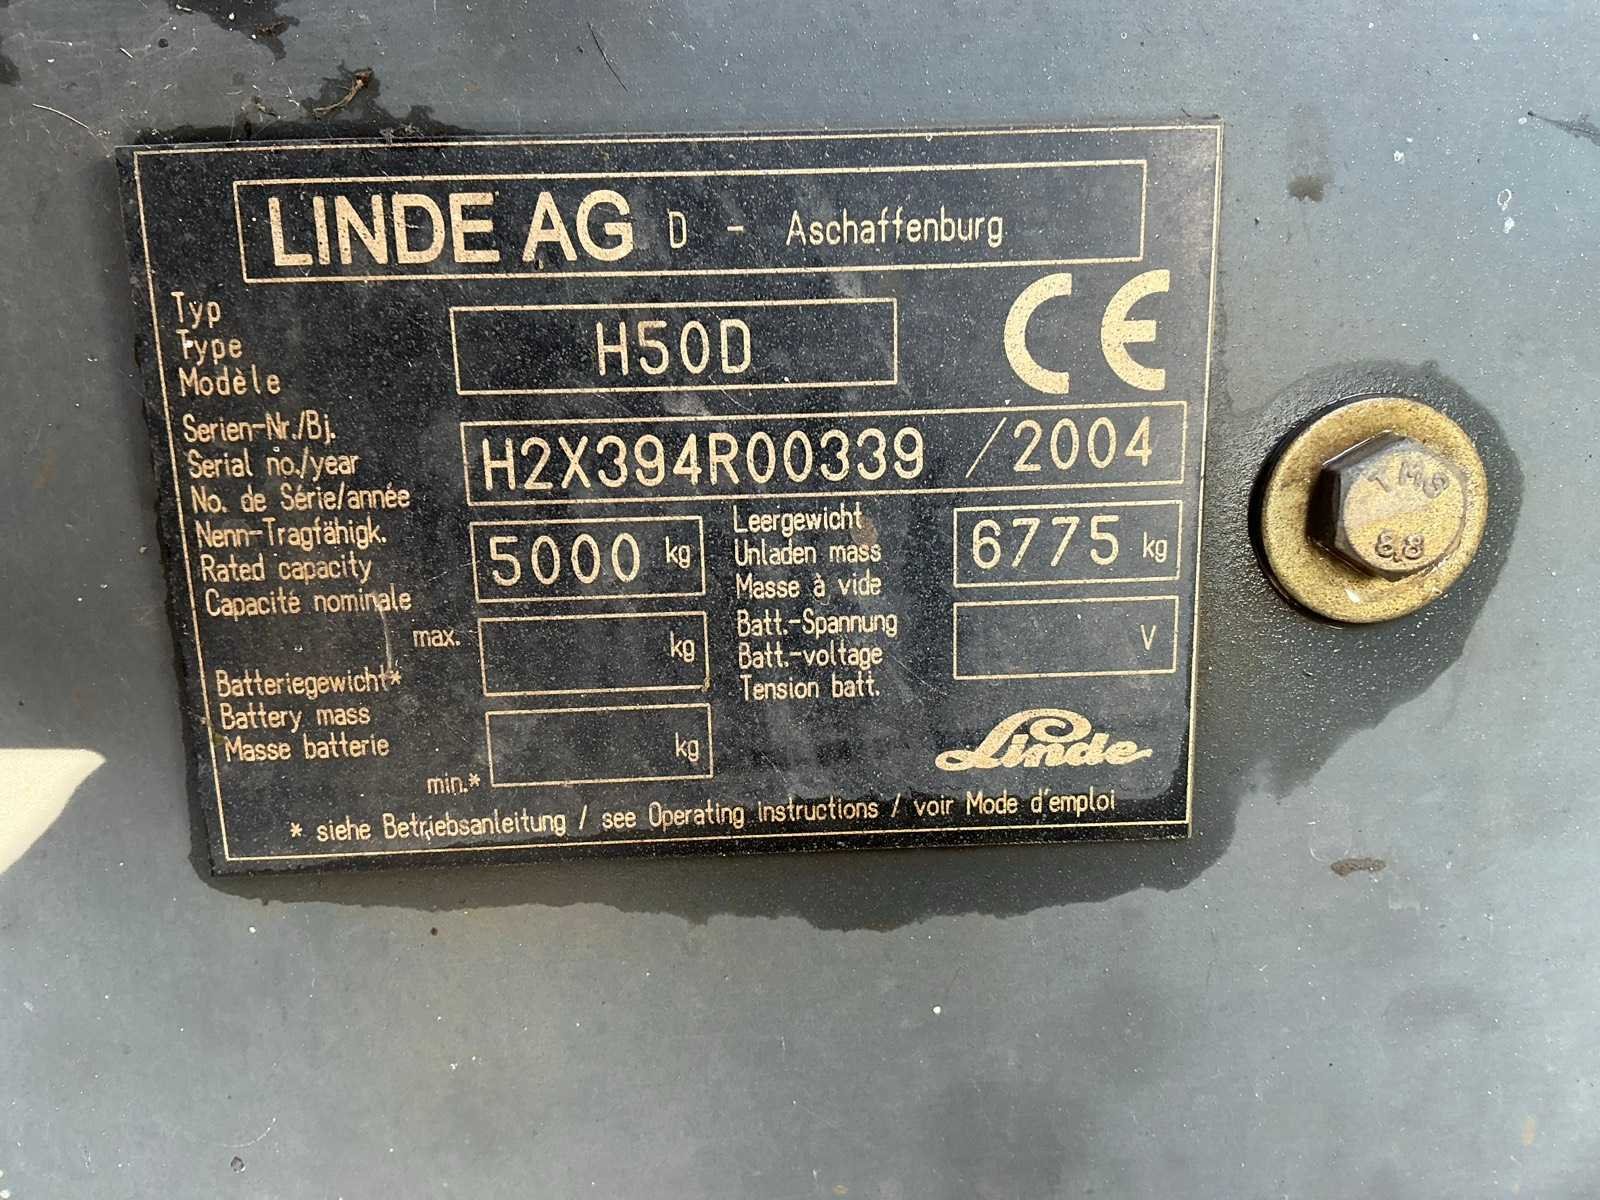 LINDE AG D - Aschaffenburg
CE
Typ
Type
Modèle
H50D
Serien-Nr./Bj.
Serial no./year
No. de Série/année
H2X394R00339 / 2004
Nenn-Tragfähigk.
Rated capacity
Capacité nominale
5000 kg
Leergewicht
Unladen mass
Masse à vide
6775 kg
max. kg
Batteriegewicht*
Battery mass
Masse batterie
min.* kg
Batt.-Spannung
Batt.-voltage
Tension batt.
V
Linde
* siehe Betriebsanleitung / see Operating instructions / voir Mode d'emploi
8,8